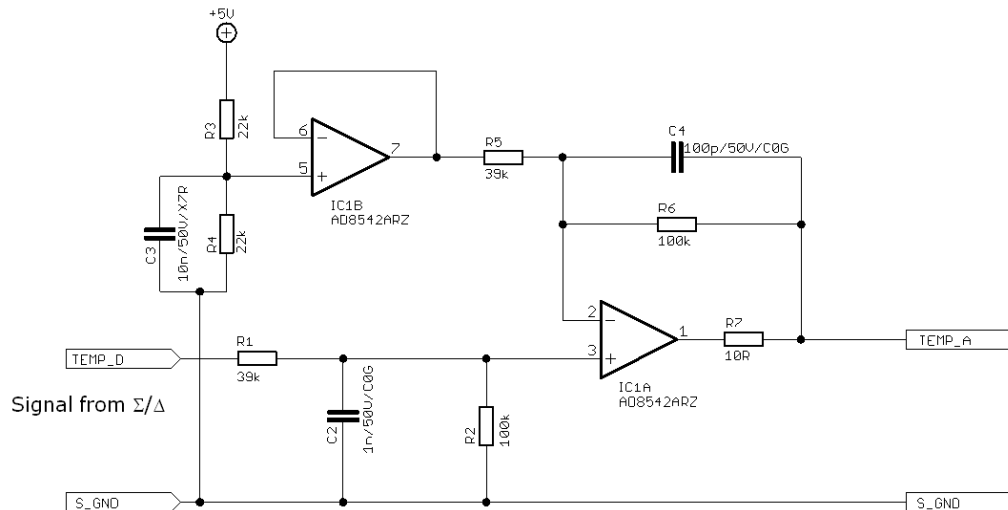 +5V
R3
22k
6
-
7
5
+
IC1B
AD8542ARZ
R5
39k
C4
100p/50V/C0G
R6
100k
C3
10n/50V/X7R
R4
22k
2
-
1
3
+
IC1A
AD8542ARZ
R7
10R
TEMP_A
TEMP_D
R1
39k
Signal from Σ/Δ
C2
1n/50V/C0G
R2
100k
S_GND
S_GND